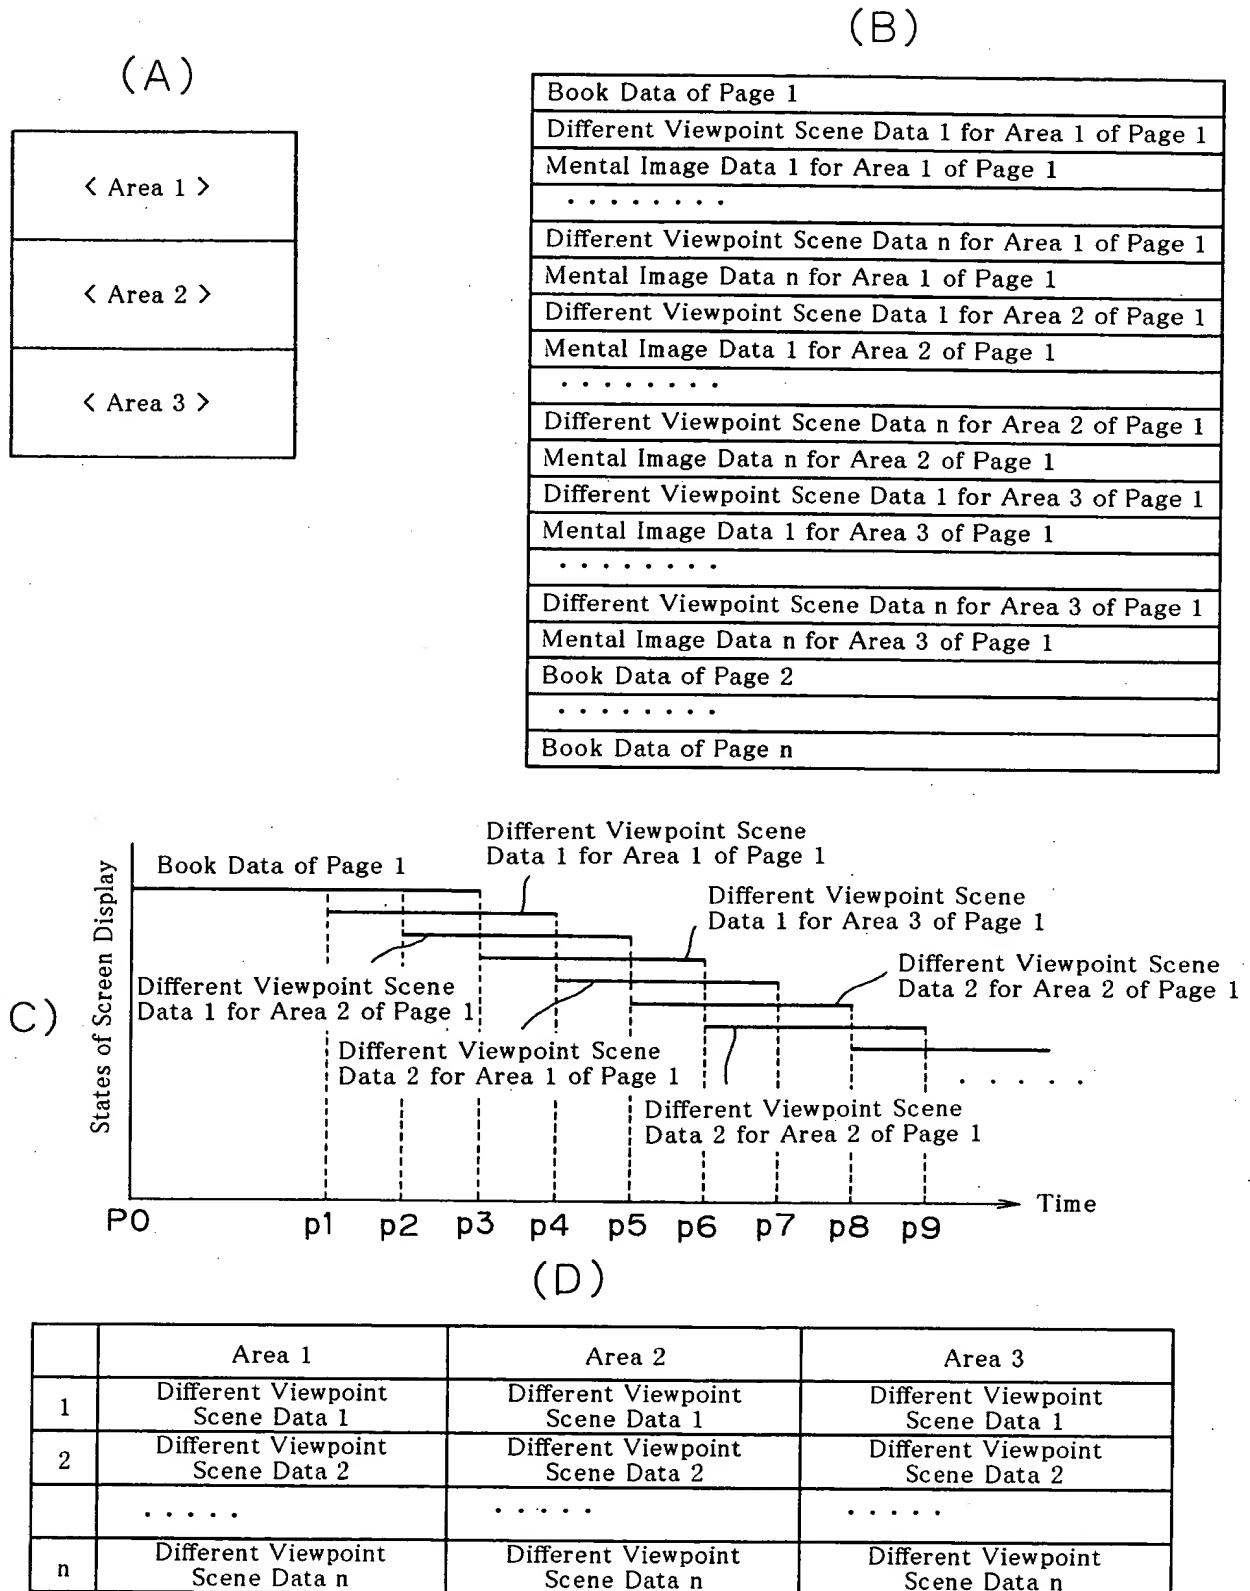 (A)
< Area 1 >
< Area 2 >
< Area 3 >
(B)
Book Data of Page 1
Different Viewpoint Scene Data 1 for Area 1 of Page 1
Mental Image Data 1 for Area 1 of Page 1
. . . . . . . .
Different Viewpoint Scene Data n for Area 1 of Page 1
Mental Image Data n for Area 1 of Page 1
Different Viewpoint Scene Data 1 for Area 2 of Page 1
Mental Image Data 1 for Area 2 of Page 1
. . . . . . . .
Different Viewpoint Scene Data n for Area 2 of Page 1
Mental Image Data n for Area 2 of Page 1
Different Viewpoint Scene Data 1 for Area 3 of Page 1
Mental Image Data 1 for Area 3 of Page 1
. . . . . . . .
Different Viewpoint Scene Data n for Area 3 of Page 1
Mental Image Data n for Area 3 of Page 1
Book Data of Page 2
. . . . . . . .
Book Data of Page n
C)
States of Screen Display
Book Data of Page 1
Different Viewpoint Scene
Data 1 for Area 1 of Page 1
Different Viewpoint Scene
Data 1 for Area 3 of Page 1
Different Viewpoint Scene
Data 2 for Area 2 of Page 1
Different Viewpoint Scene
Data 1 for Area 2 of Page 1
Different Viewpoint Scene
Data 2 for Area 1 of Page 1
Different Viewpoint Scene
Data 2 for Area 2 of Page 1
. . . . .
Time
P0 p1 p2 p3 p4 p5 p6 p7 p8 p9
(D)
Area 1 Area 2 Area 3
Different Viewpoint Different Viewpoint Different Viewpoint
1 Scene Data 1 Scene Data 1 Scene Data 1
Different Viewpoint Different Viewpoint Different Viewpoint
2 Scene Data 2 Scene Data 2 Scene Data 2
. . . . . . . . . . . . . . .
Different Viewpoint Different Viewpoint Different Viewpoint
n Scene Data n Scene Data n Scene Data n